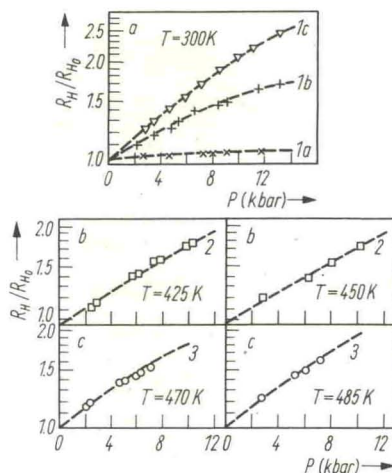 a T=300K 1c
1b
1a
R_H/R_H0
2.5
2.0
1.5
1.0
0 4 8 12
P (kbar)
b 2 T=425 K
b 2 T=450 K
R_H/R_H0
2.0
1.5
1.0
c 3 T=470 K
c 3 T=485 K
2.0
1.5
1.0
0 4 8 12 0 4 8 12
P (kbar)